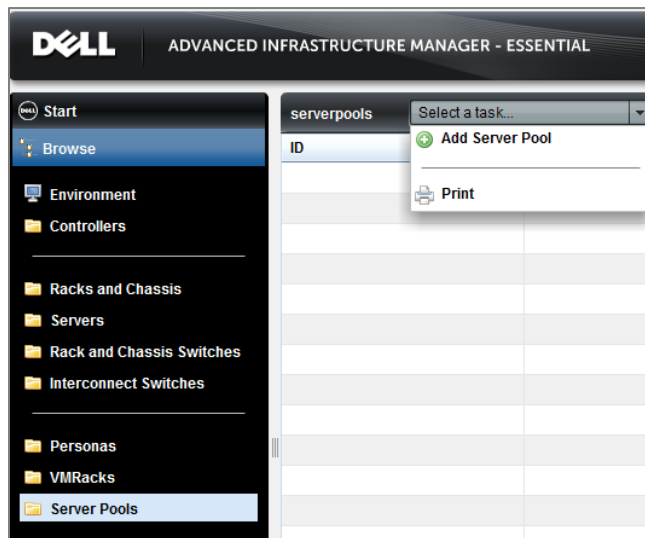 DELL
ADVANCED INFRASTRUCTURE MANAGER - ESSENTIAL
DELL
Start
Browse
Environment
Controllers
Racks and Chassis
Servers
Rack and Chassis Switches
Interconnect Switches
Personas
VMRacks
Server Pools
serverpools
Select a task...
ID
Add Server Pool
Print